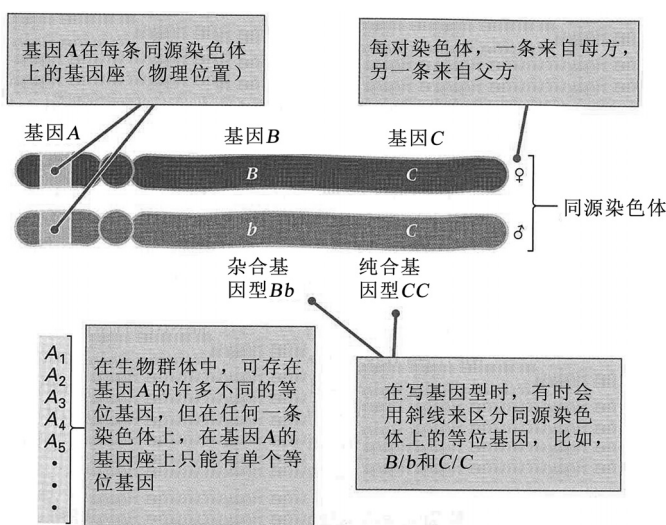 基因A在每条同源染色体
上的基因座（物理位置）
每对染色体，一条来自母方，
另一条来自父方
基因A
基因B
基因C
B
C
♀
b
C
♂
同源染色体
杂合基
因型Bb
纯合基
因型CC
A₁
A₂
A₃
A₄
A₅
在生物群体中，可存在
基因A的许多不同的等
位基因，但在任何一条
染色体上，在基因A的
基因座上只能有单个等
位基因
在写基因型时，有时会
用斜线来区分同源染色
体上的等位基因，比如，
B/b和C/C